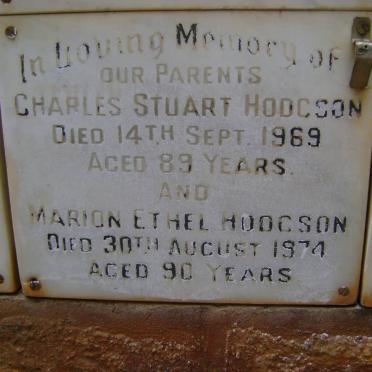 In Loving Memory of
OUR PARENTS
CHARLES STUART HODGSON
DIED 14TH SEPT. 1969
AGED 89 YEARS.
AND
MARION ETHEL HODGSON
DIED 30TH AUGUST 1974
AGED 90 YEARS